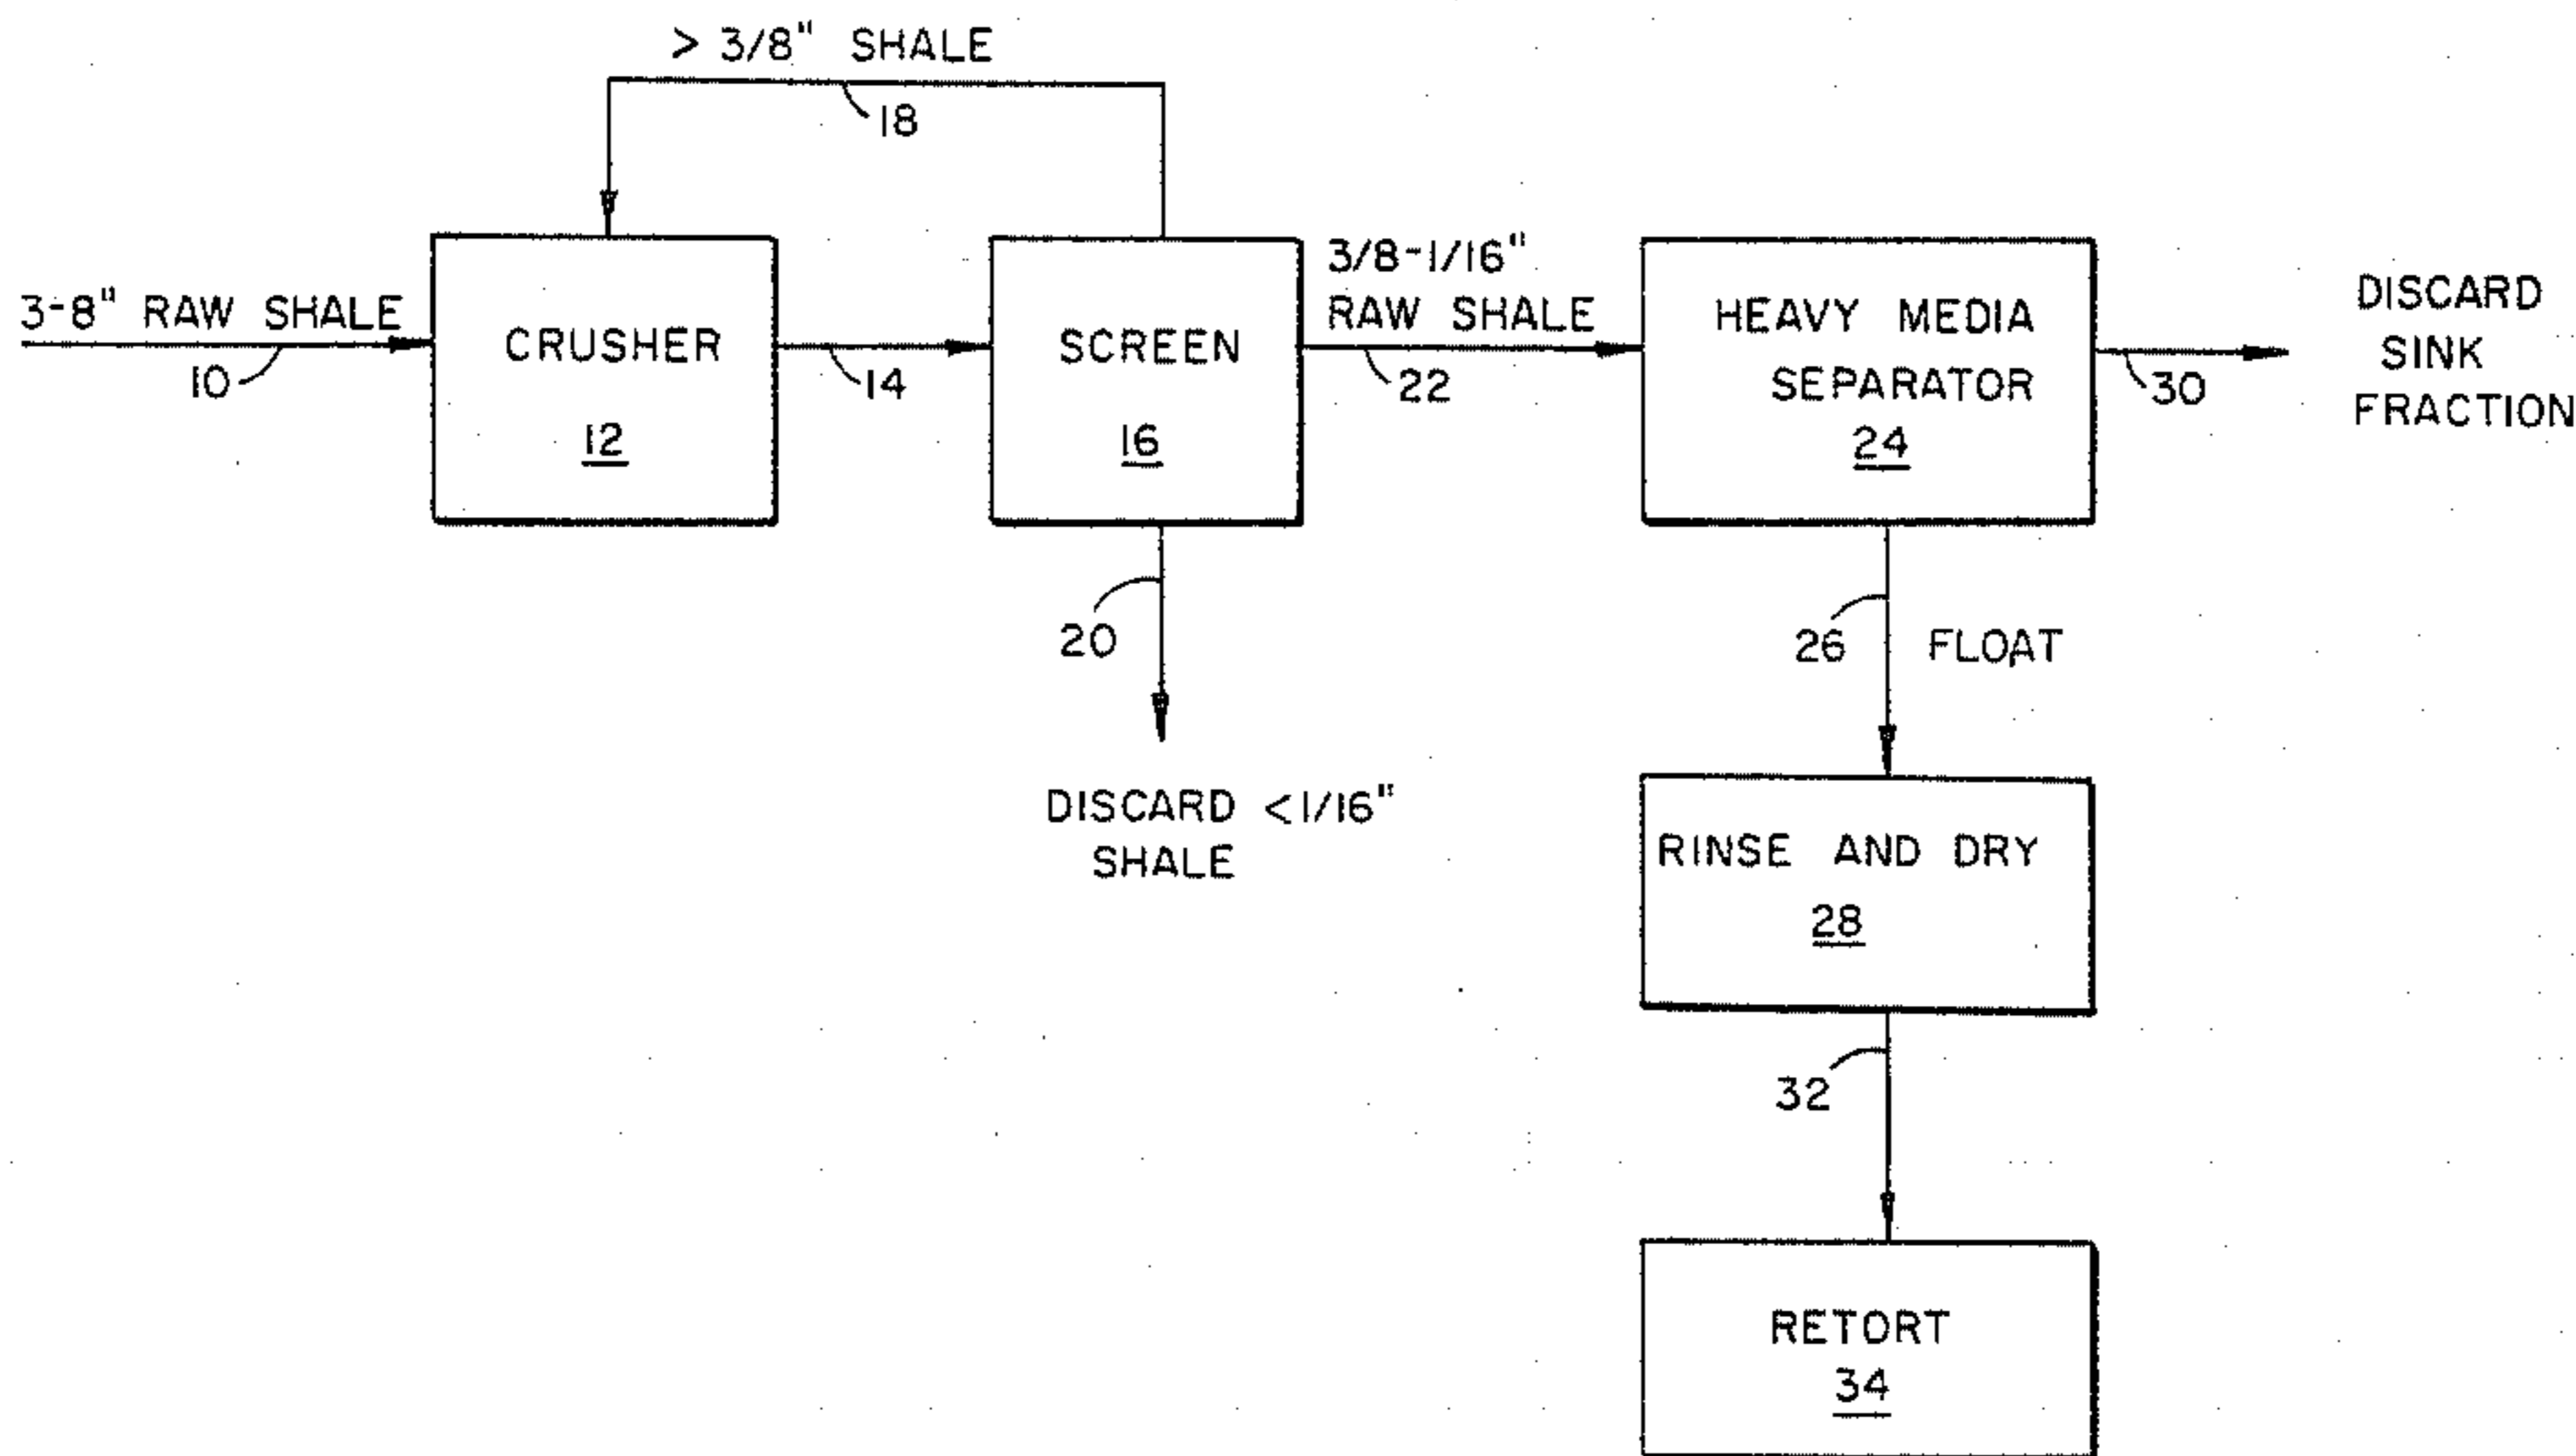 > 3/8" SHALE
18
3-8" RAW SHALE
10
CRUSHER
12
14
SCREEN
16
3/8-1/16"
RAW SHALE
22
HEAVY MEDIA
SEPARATOR
24
30
DISCARD
SINK
FRACTION
20
DISCARD <1/16"
SHALE
26
FLOAT
RINSE AND DRY
28
32
RETORT
34